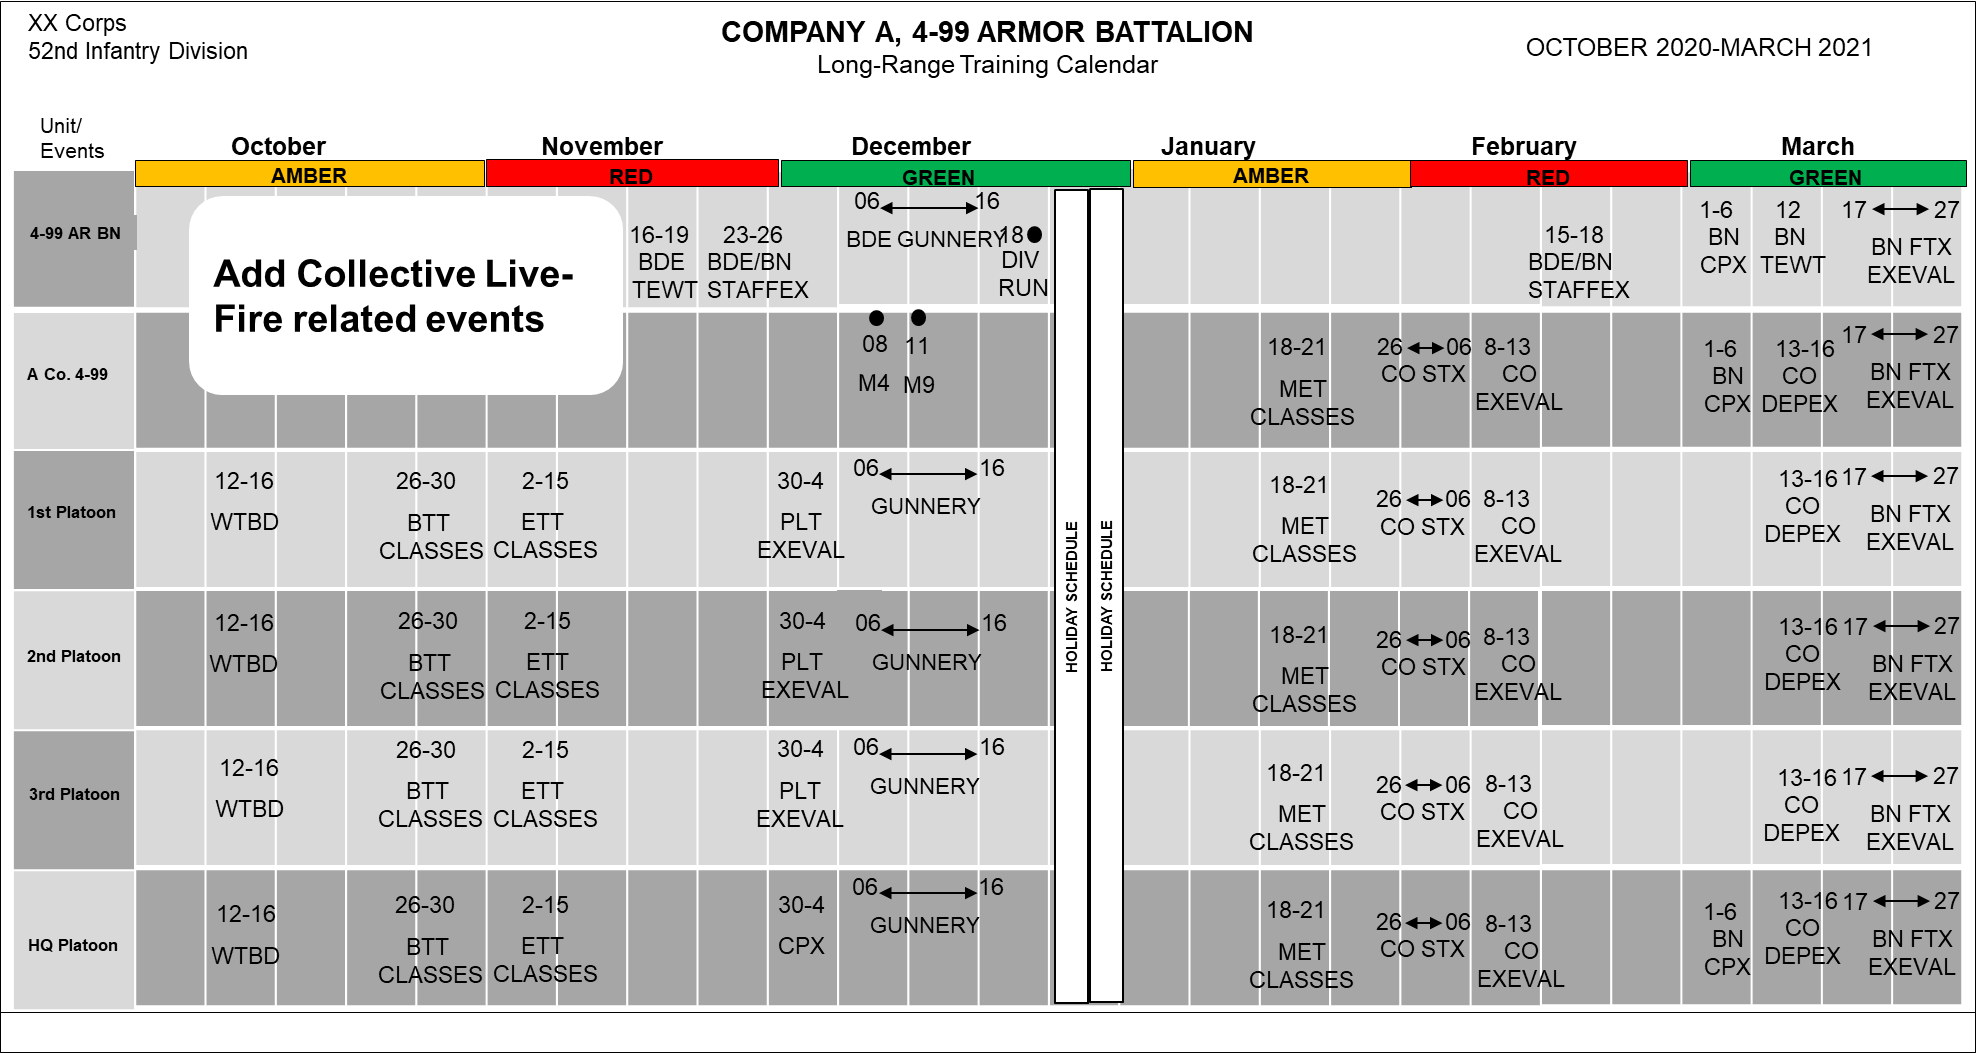 XX Corps
52nd Infantry Division
COMPANY A, 4-99 ARMOR BATTALION
Long-Range Training Calendar
OCTOBER 2020-MARCH 2021
Unit/
Events
October
November
December
January
February
March
AMBER
RED
GREEN
AMBER
RED
GREEN
4-99 AR BN
Add Collective Live-
Fire related events
16-19
BDE
TEWT
23-26
BDE/BN
STAFFEX
06
16
BDE GUNNERY
18
DIV
RUN
15-18
BDE/BN
STAFFEX
1-6
BN
CPX
12
BN
TEWT
17
27
BN FTX
EXEVAL
A Co. 4-99
08
M4
11
M9
18-21
MET
CLASSES
26
06
CO STX
8-13
CO
EXEVAL
1-6
BN
CPX
13-16
CO
DEPEX
17
27
BN FTX
EXEVAL
1st Platoon
12-16
WTBD
26-30
BTT
CLASSES
2-15
ETT
CLASSES
30-4
PLT
EXEVAL
06
16
GUNNERY
18-21
MET
CLASSES
26
06
CO STX
8-13
CO
EXEVAL
13-16
CO
DEPEX
17
27
BN FTX
EXEVAL
HOLIDAY SCHEDULE
HOLIDAY SCHEDULE
2nd Platoon
12-16
WTBD
26-30
BTT
CLASSES
2-15
ETT
CLASSES
30-4
PLT
EXEVAL
06
16
GUNNERY
18-21
MET
CLASSES
26
06
CO STX
8-13
CO
EXEVAL
13-16
CO
DEPEX
17
27
BN FTX
EXEVAL
3rd Platoon
12-16
WTBD
26-30
BTT
CLASSES
2-15
ETT
CLASSES
30-4
PLT
EXEVAL
06
16
GUNNERY
18-21
MET
CLASSES
26
06
CO STX
8-13
CO
EXEVAL
13-16
CO
DEPEX
17
27
BN FTX
EXEVAL
HQ Platoon
12-16
WTBD
26-30
BTT
CLASSES
2-15
ETT
CLASSES
30-4
CPX
06
16
GUNNERY
18-21
MET
CLASSES
26
06
CO STX
8-13
CO
EXEVAL
1-6
BN
CPX
13-16
CO
DEPEX
17
27
BN FTX
EXEVAL